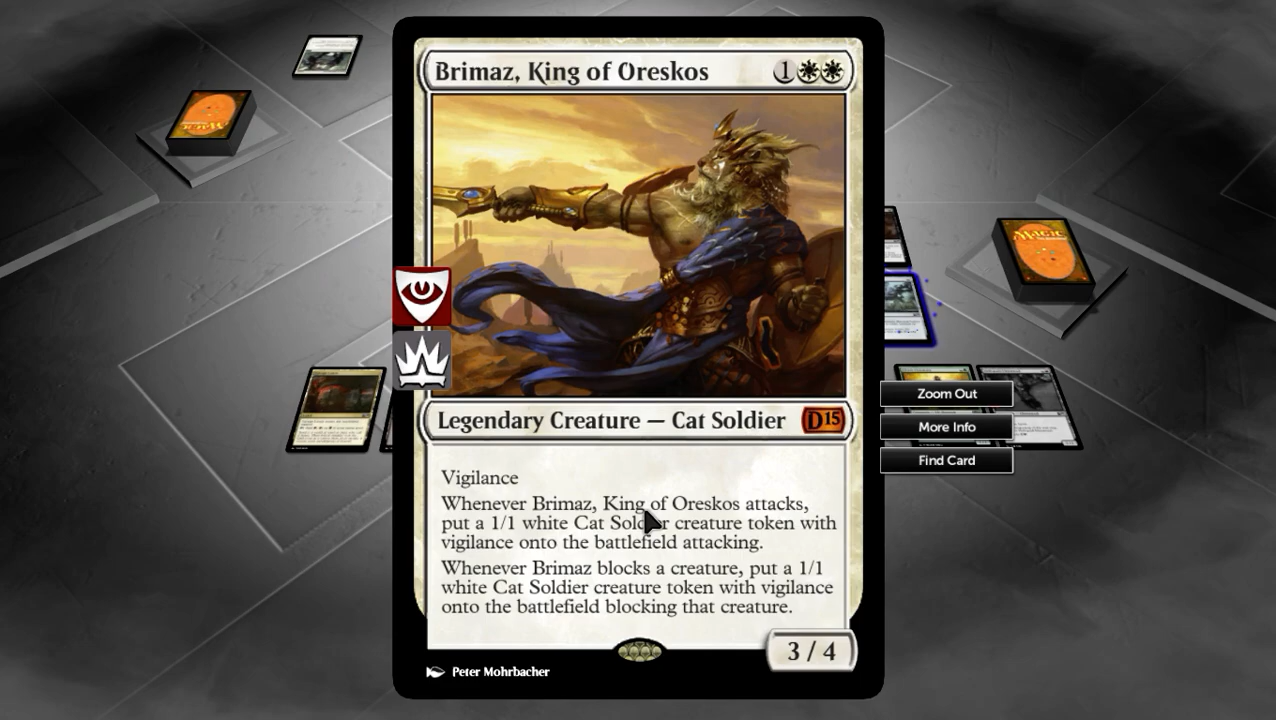 Brimaz, King of Oreskos 1
Legendary Creature — Cat Soldier D15
Vigilance
Whenever Brimaz, King of Oreskos attacks,
put a 1/1 white Cat Soldier creature token with
vigilance onto the battlefield attacking.
Whenever Brimaz blocks a creature, put a 1/1
white Cat Soldier creature token with vigilance
onto the battlefield blocking that creature.
3 / 4
Peter Mohrbacher
MAGIC
Zoom Out
More Info
Find Card